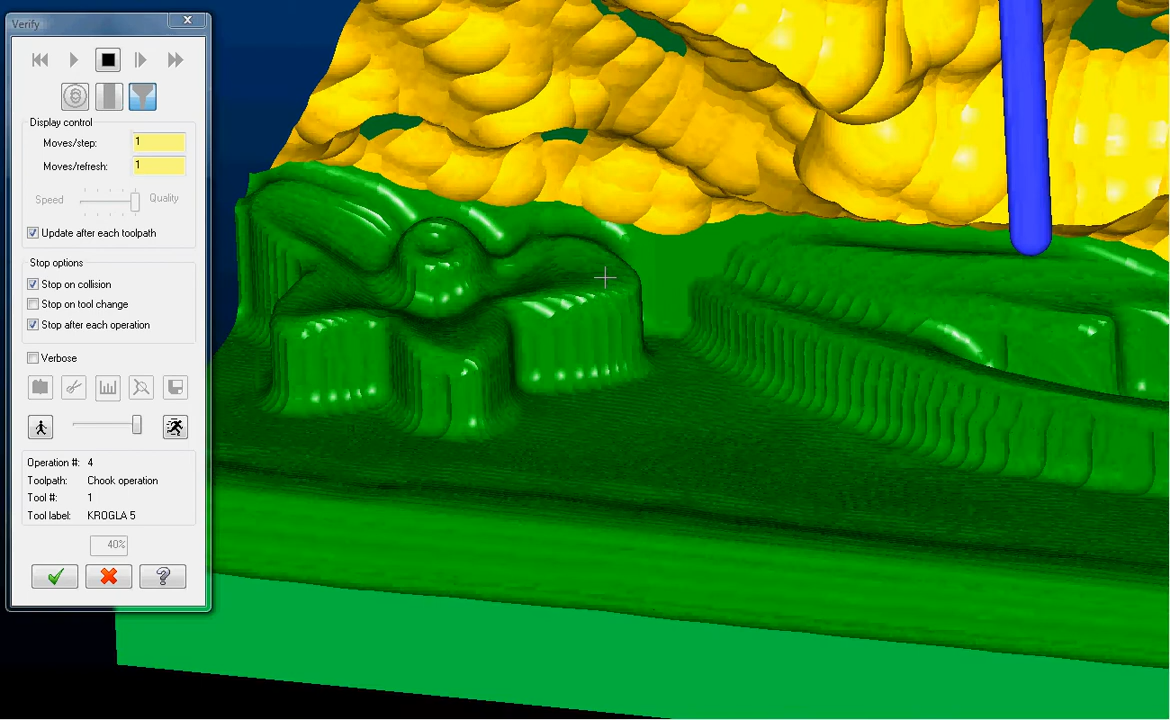 Verify
Display control
Moves/step: 1
Moves/refresh: 1
Speed Quality
Update after each toolpath
Stop options
Stop on collision
Stop on tool change
Stop after each operation
Verbose
Operation #: 4
Toolpath: Chook operation
Tool #: 1
Tool label: KROGLA 5
40%